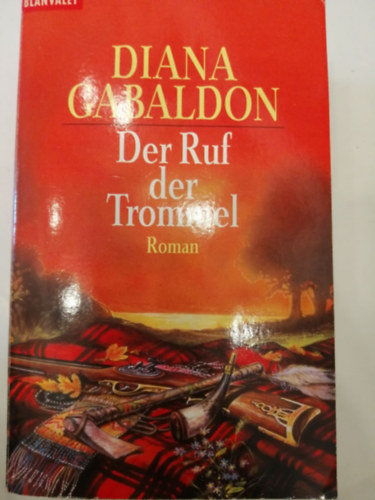 BLANVALET
DIANA
GABALDON
Der Ruf
der
Trommel
Roman